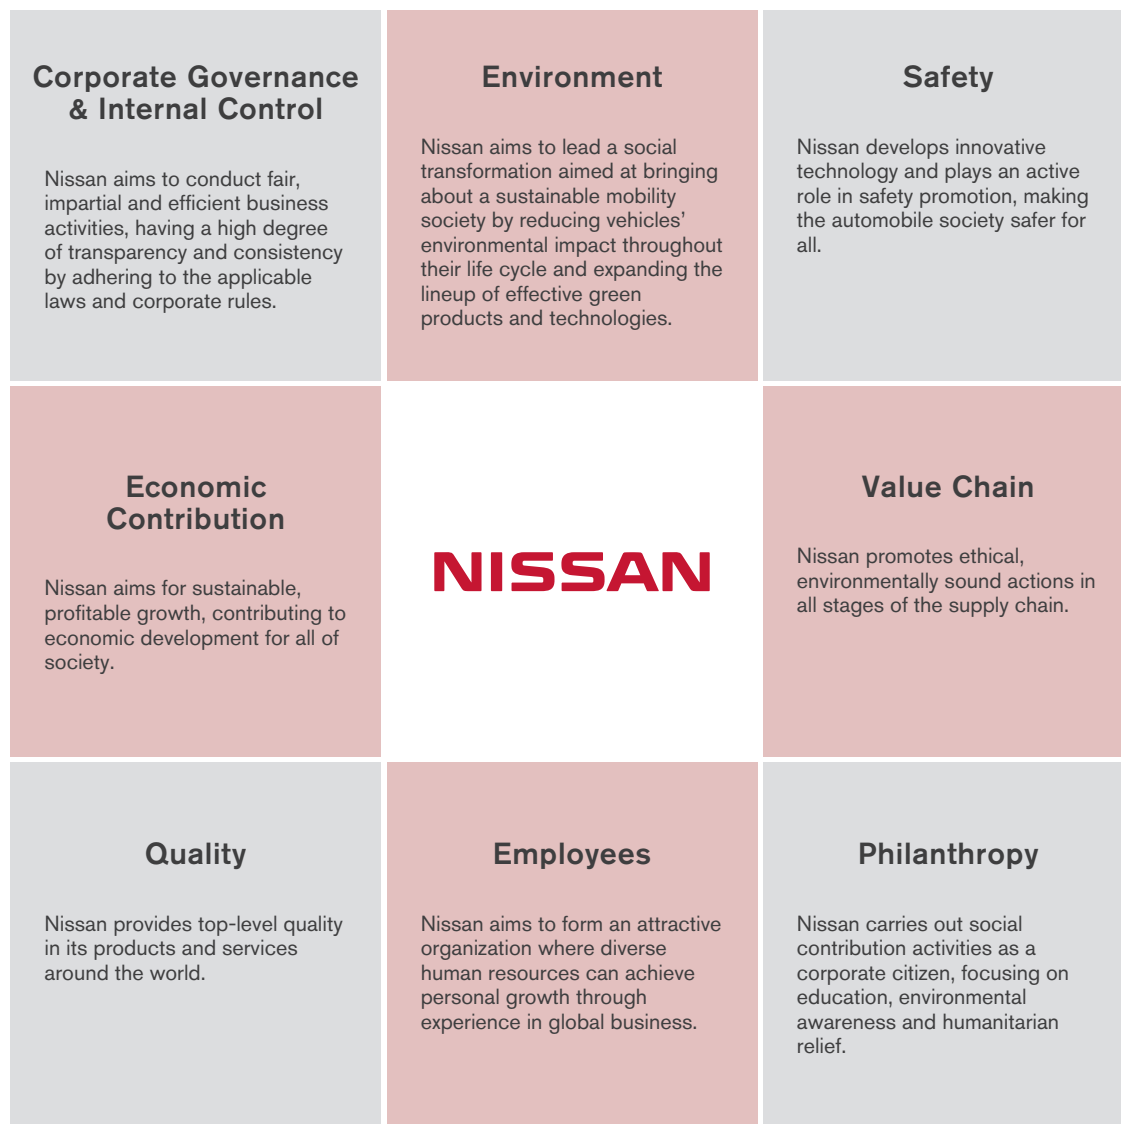 Corporate Governance
& Internal Control
Nissan aims to conduct fair,
impartial and efficient business
activities, having a high degree
of transparency and consistency
by adhering to the applicable
laws and corporate rules.
Environment
Nissan aims to lead a social
transformation aimed at bringing
about a sustainable mobility
society by reducing vehicles’
environmental impact throughout
their life cycle and expanding the
lineup of effective green
products and technologies.
Safety
Nissan develops innovative
technology and plays an active
role in safety promotion, making
the automobile society safer for
all.
Economic
Contribution
Nissan aims for sustainable,
profitable growth, contributing to
economic development for all of
society.
NISSAN
Value Chain
Nissan promotes ethical,
environmentally sound actions in
all stages of the supply chain.
Quality
Nissan provides top-level quality
in its products and services
around the world.
Employees
Nissan aims to form an attractive
organization where diverse
human resources can achieve
personal growth through
experience in global business.
Philanthropy
Nissan carries out social
contribution activities as a
corporate citizen, focusing on
education, environmental
awareness and humanitarian
relief.